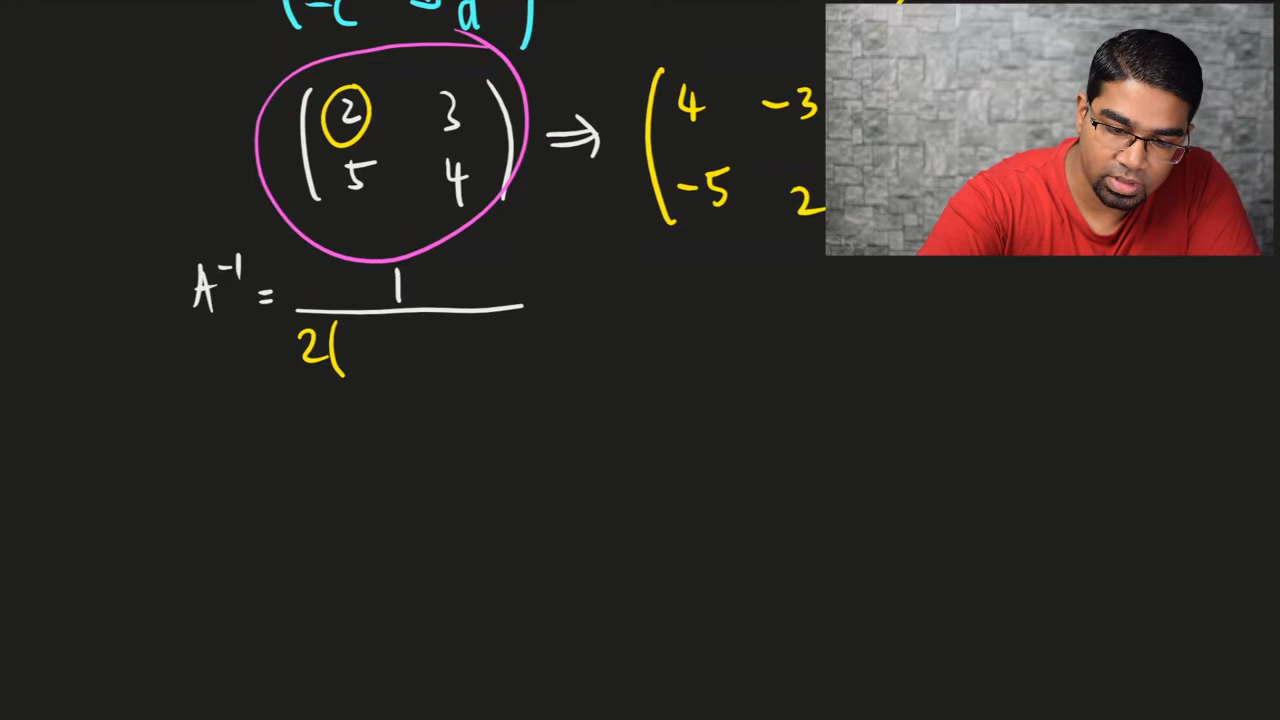 (-c → a)
(2 3 ⇒ (4 -3
5 4) -5 2
A⁻¹ = 1
2(